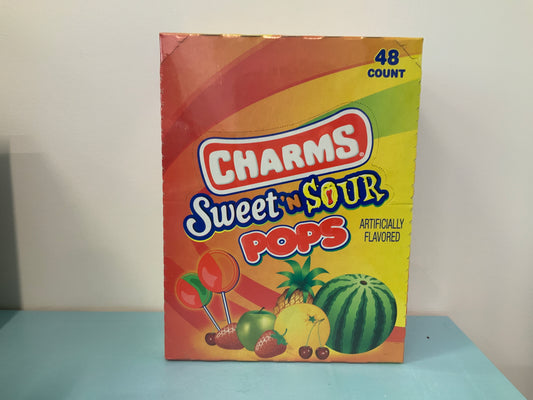 48
COUNT
CHARMS®
Sweet 'N SOUR
POPS
ARTIFICIALLY
FLAVORED